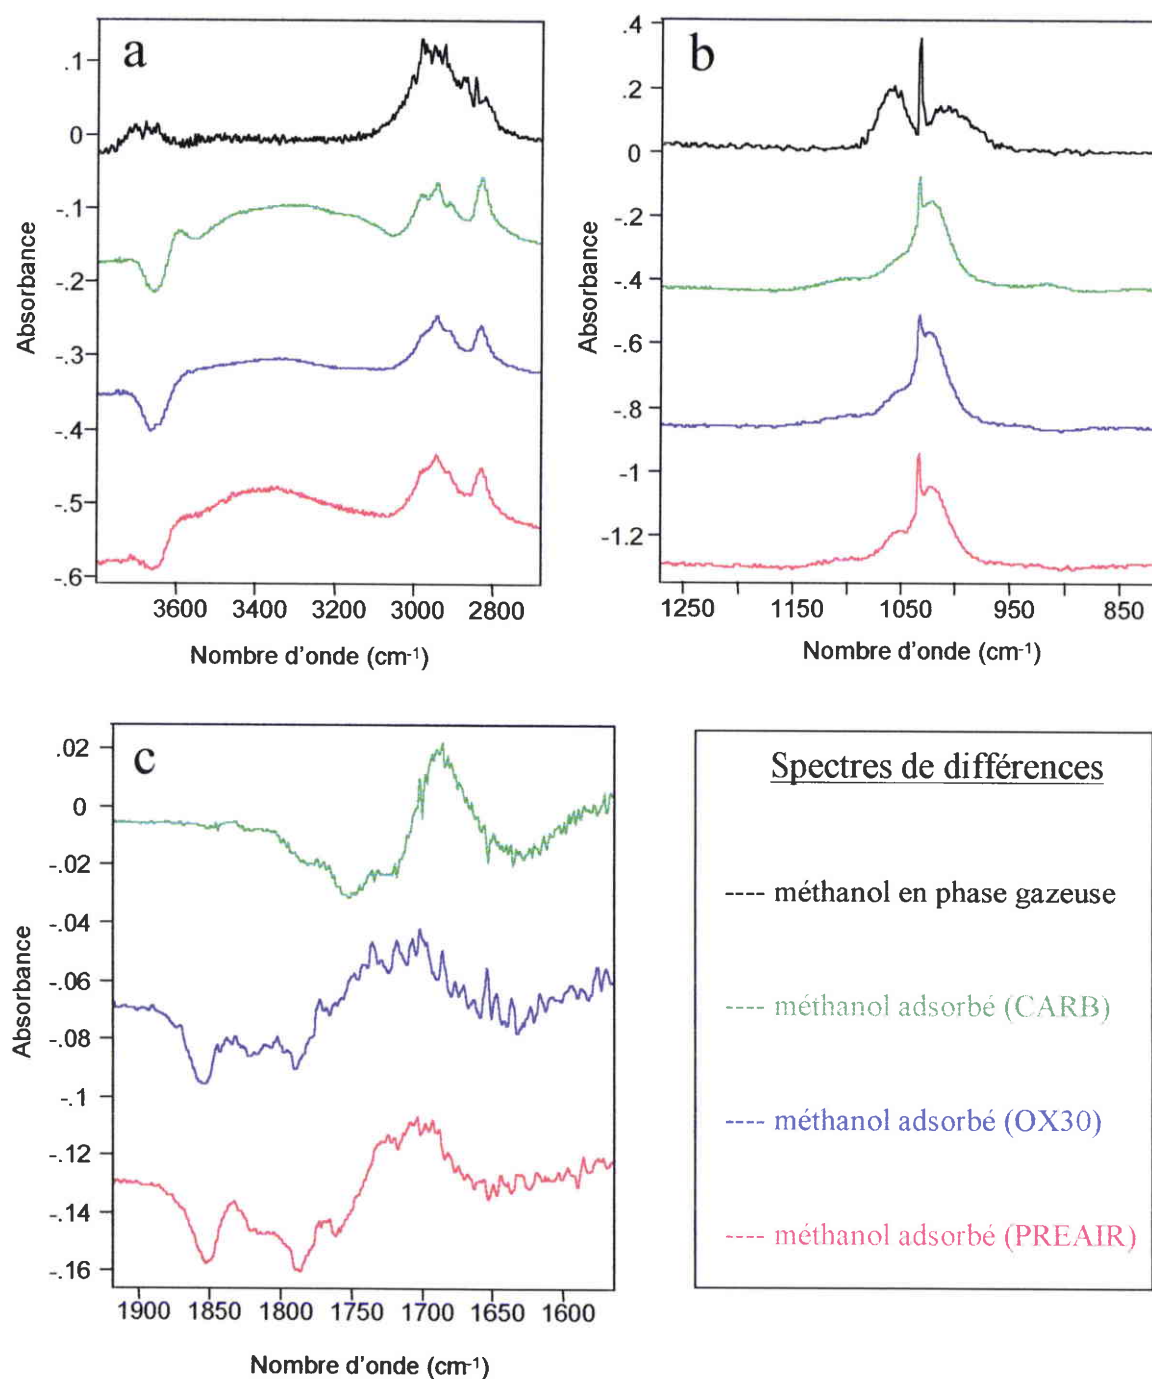 a
.1
0
-.1
-.2
-.3
-.4
-.5
-.6
Absorbance
3600 3400 3200 3000 2800
Nombre d'onde (cm-1)
b
.4
.2
0
-.2
-.4
-.6
-.8
-1
-1.2
Absorbance
1250 1150 1050 950 850
Nombre d'onde (cm-1)
c
.02
0
-.02
-.04
-.06
-.08
-.1
-.12
-.14
-.16
Absorbance
1900 1850 1800 1750 1700 1650 1600
Nombre d'onde (cm-1)
Spectres de différences
---- méthanol en phase gazeuse
---- méthanol adsorbé (CARB)
---- méthanol adsorbé (OX30)
---- méthanol adsorbé (PREAIR)